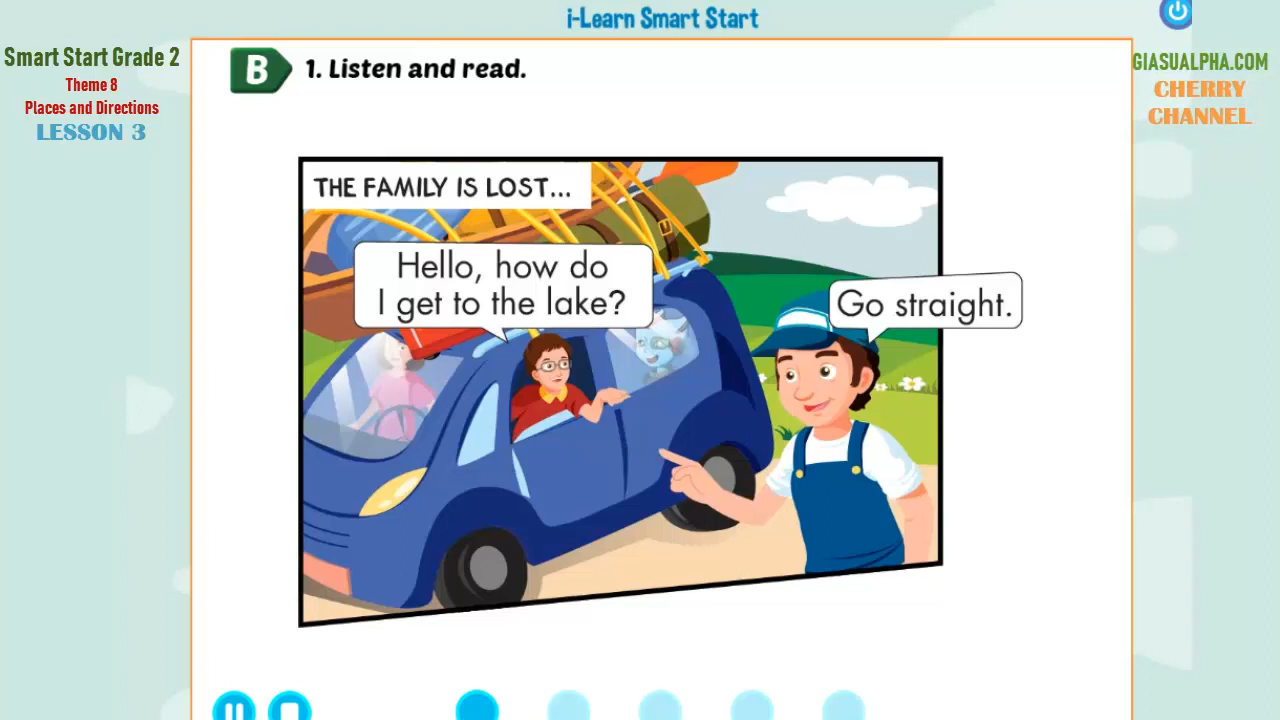 i-Learn Smart Start
Smart Start Grade 2
Theme 8
Places and Directions
LESSON 3
GIASUALPHA.COM
CHERRY
CHANNEL
B 1. Listen and read.
THE FAMILY IS LOST...
Hello, how do
I get to the lake?
Go straight.